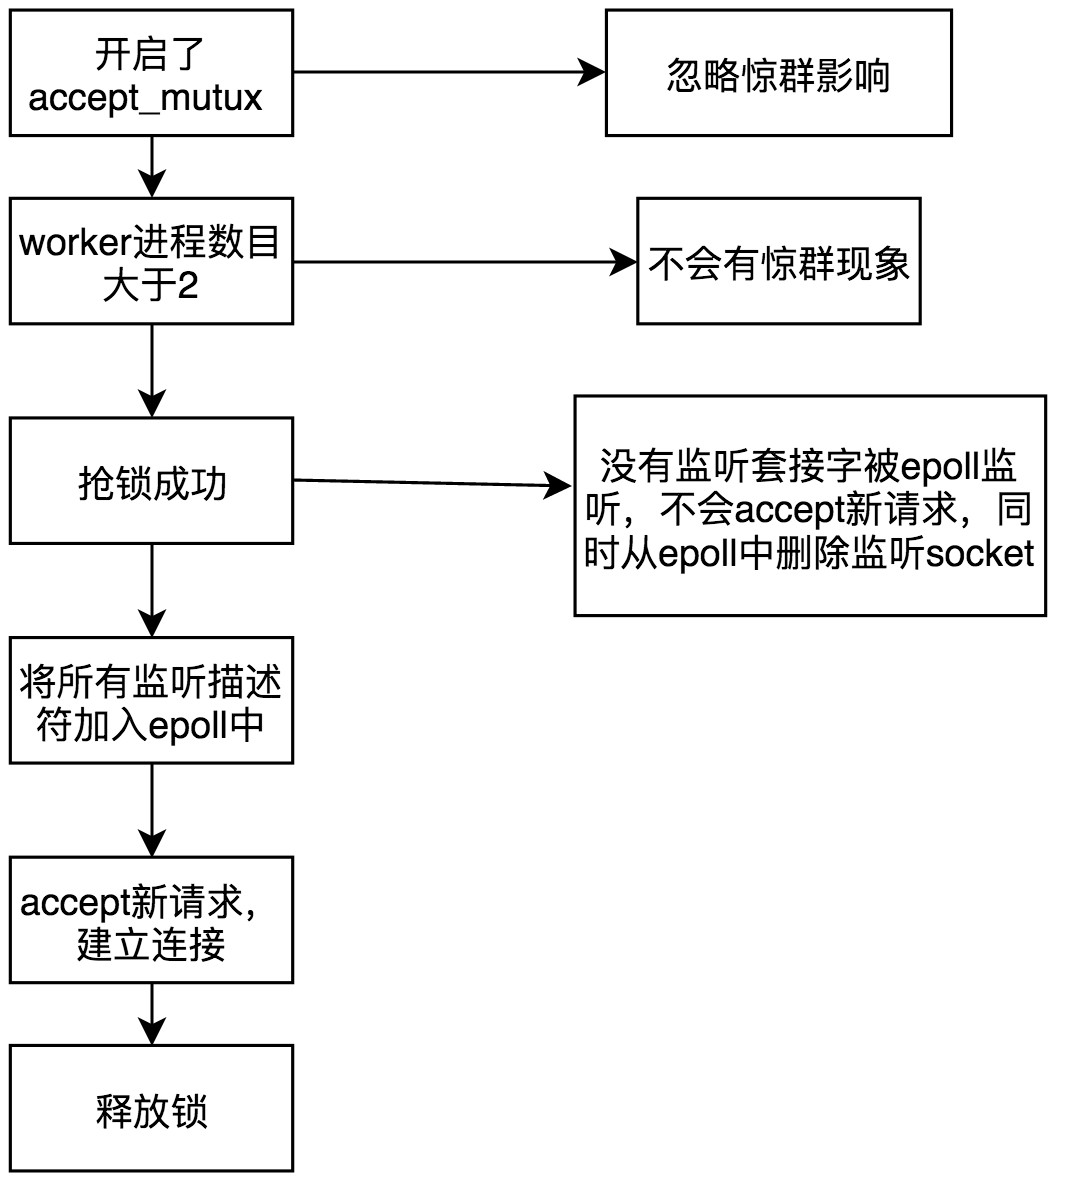 开启了
accept_mutux
忽略惊群影响
worker进程数目
大于2
不会有惊群现象
抢锁成功
没有监听套接字被epoll监
听，不会accept新请求，同
时从epoll中删除监听socket
将所有监听描述
符加入epoll中
accept新请求，
建立连接
释放锁